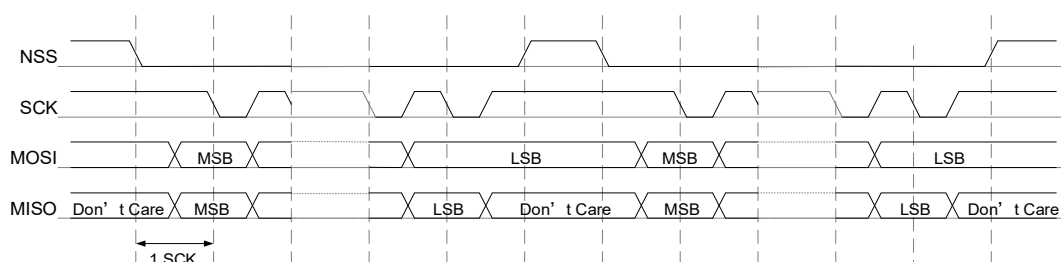 NSS
SCK
MOSI MSB LSB MSB LSB
MISO Don’t Care MSB LSB Don’t Care MSB LSB Don’t Care
1 SCK